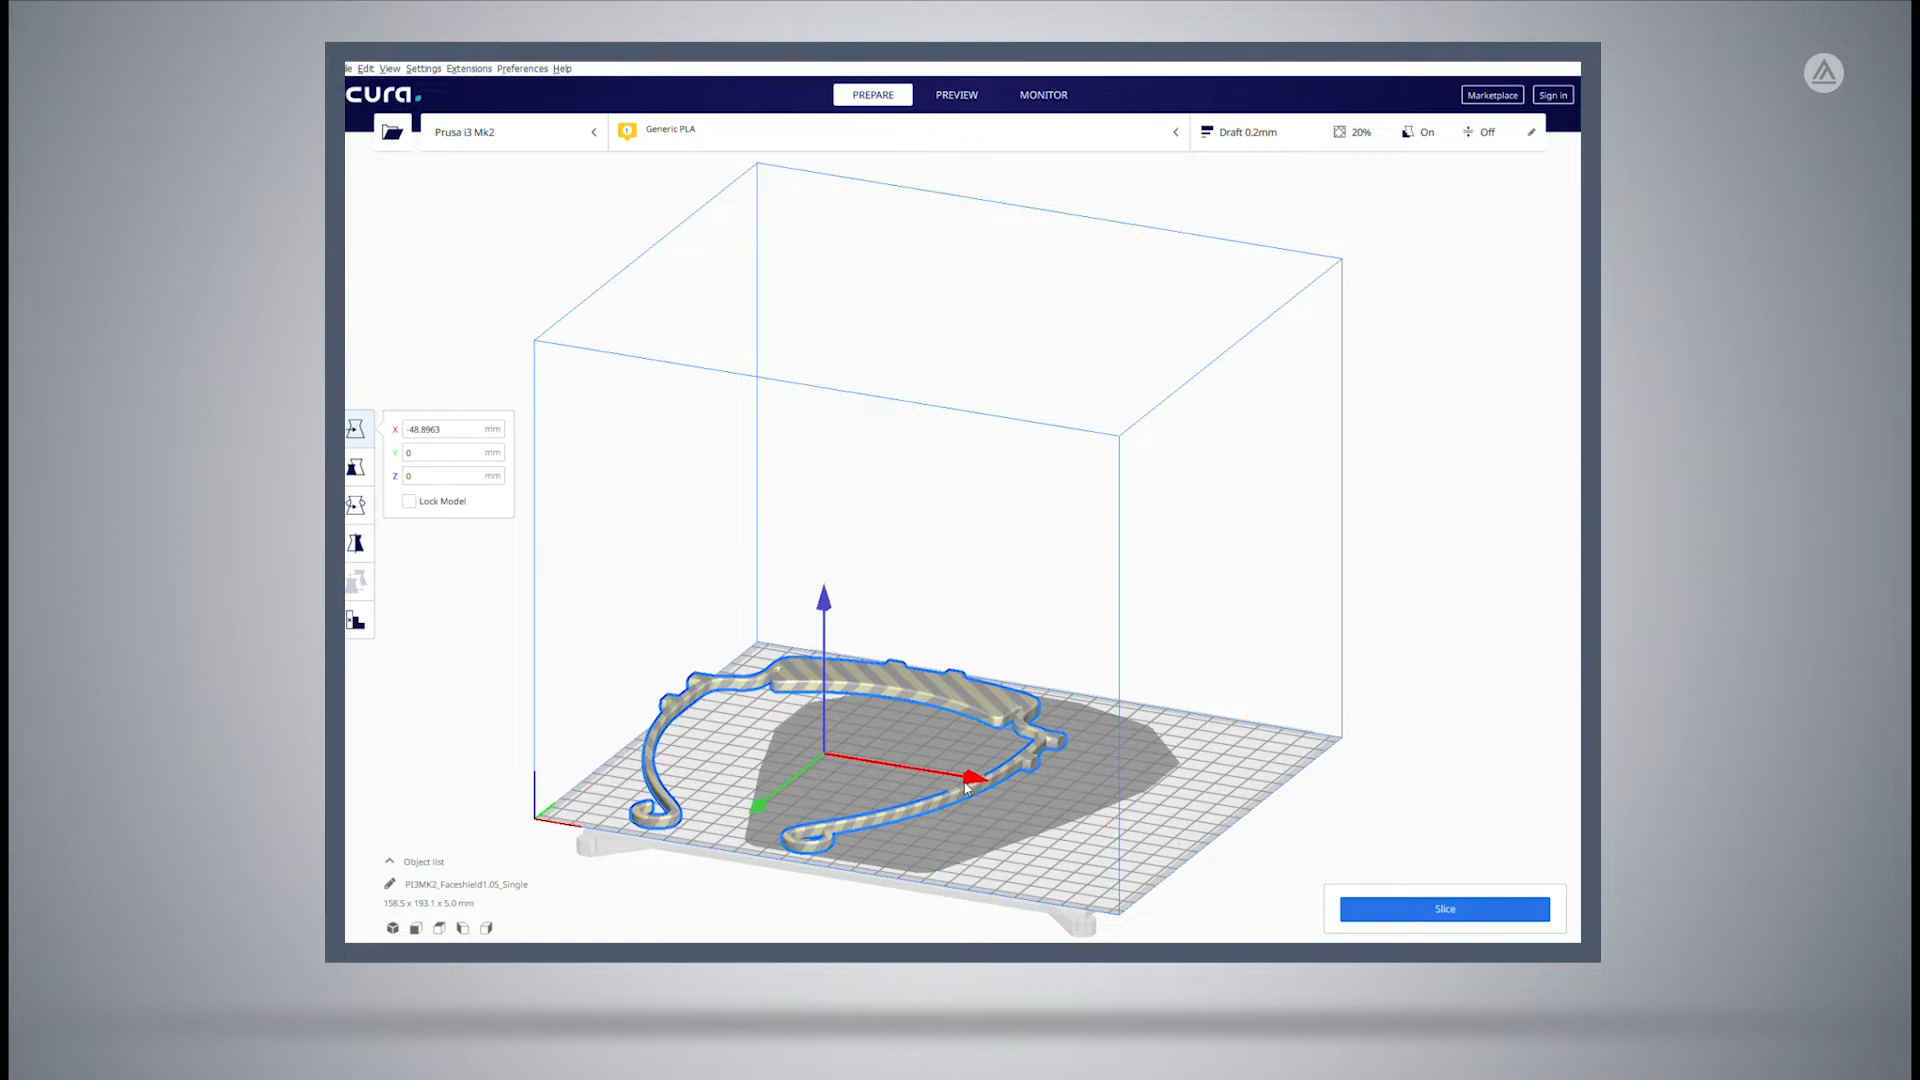 le Edit View Settings Extensions Preferences Help
cura.
PREPARE PREVIEW MONITOR
Marketplace Sign in
Prusa i3 Mk2
1 Generic PLA
Draft 0.2mm 20% On Off
X -48.8963 mm
Y 0 mm
Z 0 mm
Lock Model
Object list
PI3MK2_Faceshield1.05_Single
158.5 x 193.1 x 5.0 mm
Slice